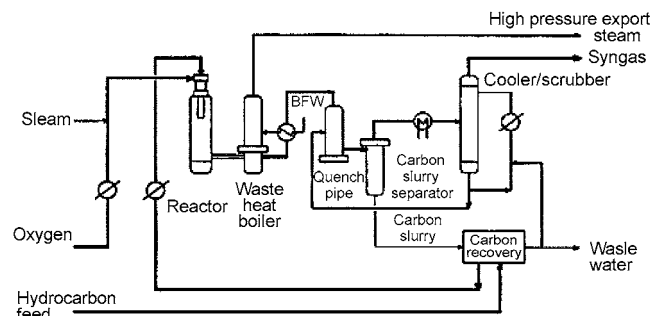 High pressure export
steam
Syngas
Cooler/scrubber
BFW
Sleam
Quench
pipe
Carbon
slurry
separator
Waste
heat
boiler
Reactor
Carbon
slurry
Carbon
recovery
Oxygen
Wasle
water
Hydrocarbon
feed